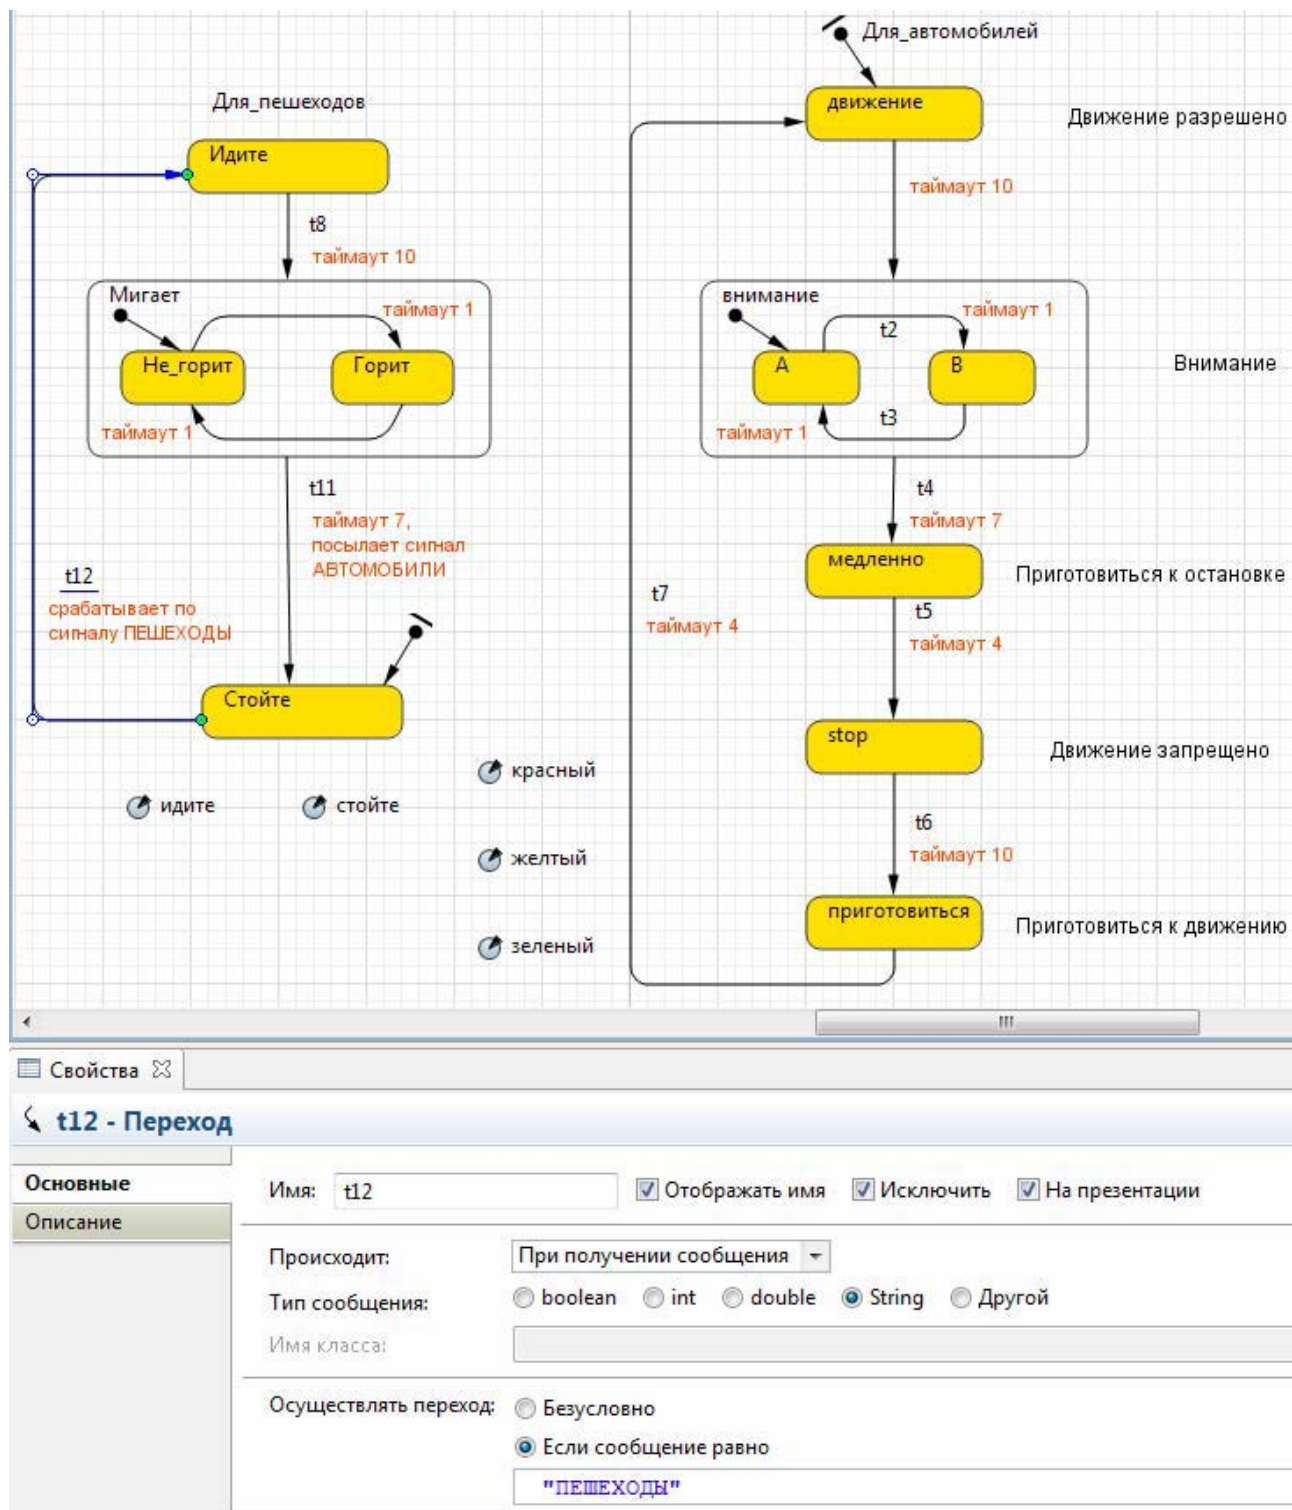 Для_автомобилей
движение
Движение разрешено
таймаут 10
Для_пешеходов
Идите
t8
таймаут 10
Мигает
таймаут 1
Не_горит
Горит
таймаут 1
внимание
таймаут 1
t2
A
B
Внимание
t3
таймаут 1
t11
таймаут 7,
посылает сигнал
АВТОМОБИЛИ
t4
таймаут 7
медленно
Приготовиться к остановке
t12
срабатывает по
сигналу ПЕШЕХОДЫ
t7
таймаут 4
t5
таймаут 4
Стойте
stop
Движение запрещено
красный
идите
стойте
t6
таймаут 10
желтый
приготовиться
Приготовиться к движению
зеленый
Свойства
t12 - Переход
Основные
Описание
Имя: t12 Отображать имя Исключить На презентации
Происходит: При получении сообщения
Тип сообщения: boolean int double String Другой
Имя класса:
Осуществлять переход: Безусловно
Если сообщение равно
"ПЕШЕХОДЫ"